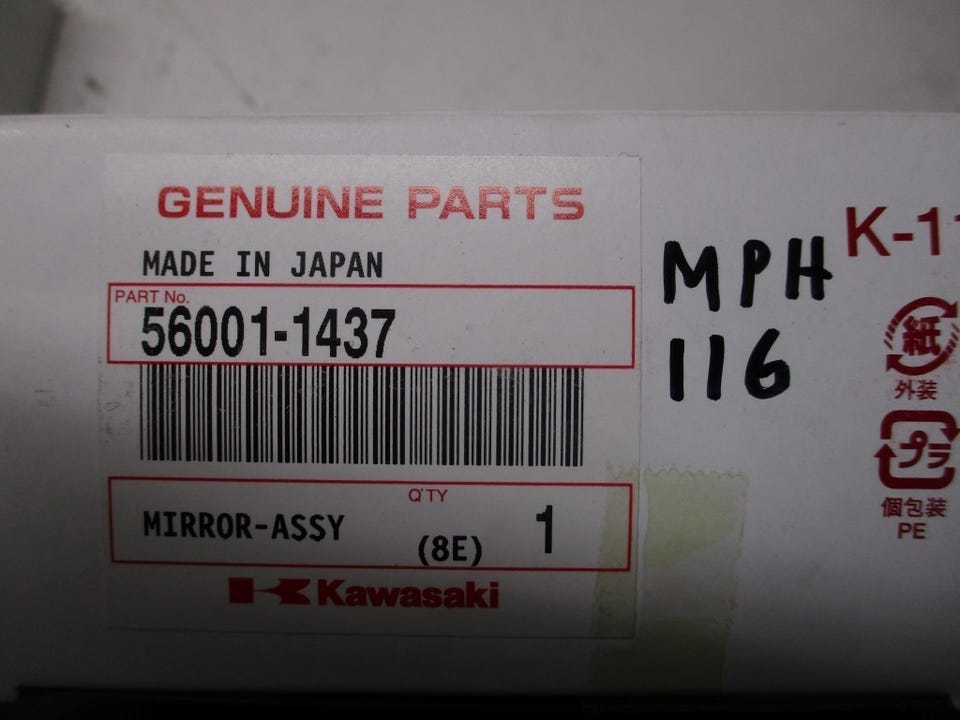 GENUINE PARTS
MADE IN JAPAN
PART No.
56001-1437
Q'TY
MIRROR-ASSY
(8E)
1
Kawasaki
MPH
116
K-1
紙
外装
プラ
個包装
PE